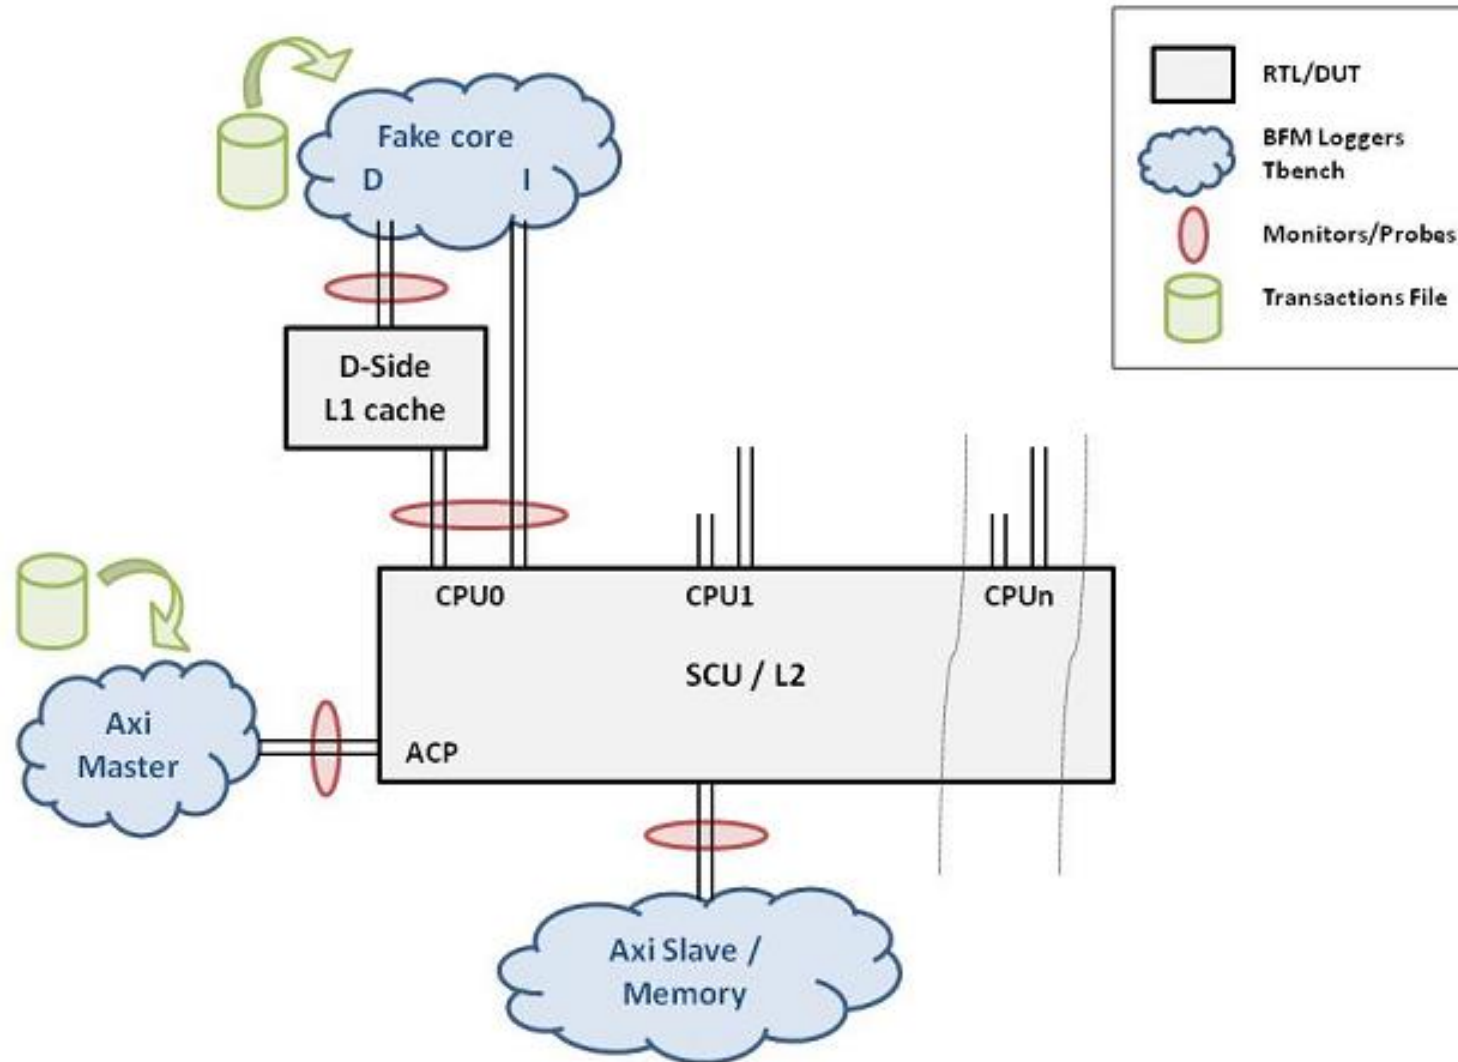 RTL/DUT
BFM Loggers
Tbench
Monitors/Probes
Transactions File
Fake core
D I
D-Side
L1 cache
CPU0 CPU1 CPUn
SCU / L2
ACP
Axi
Master
Axi Slave /
Memory